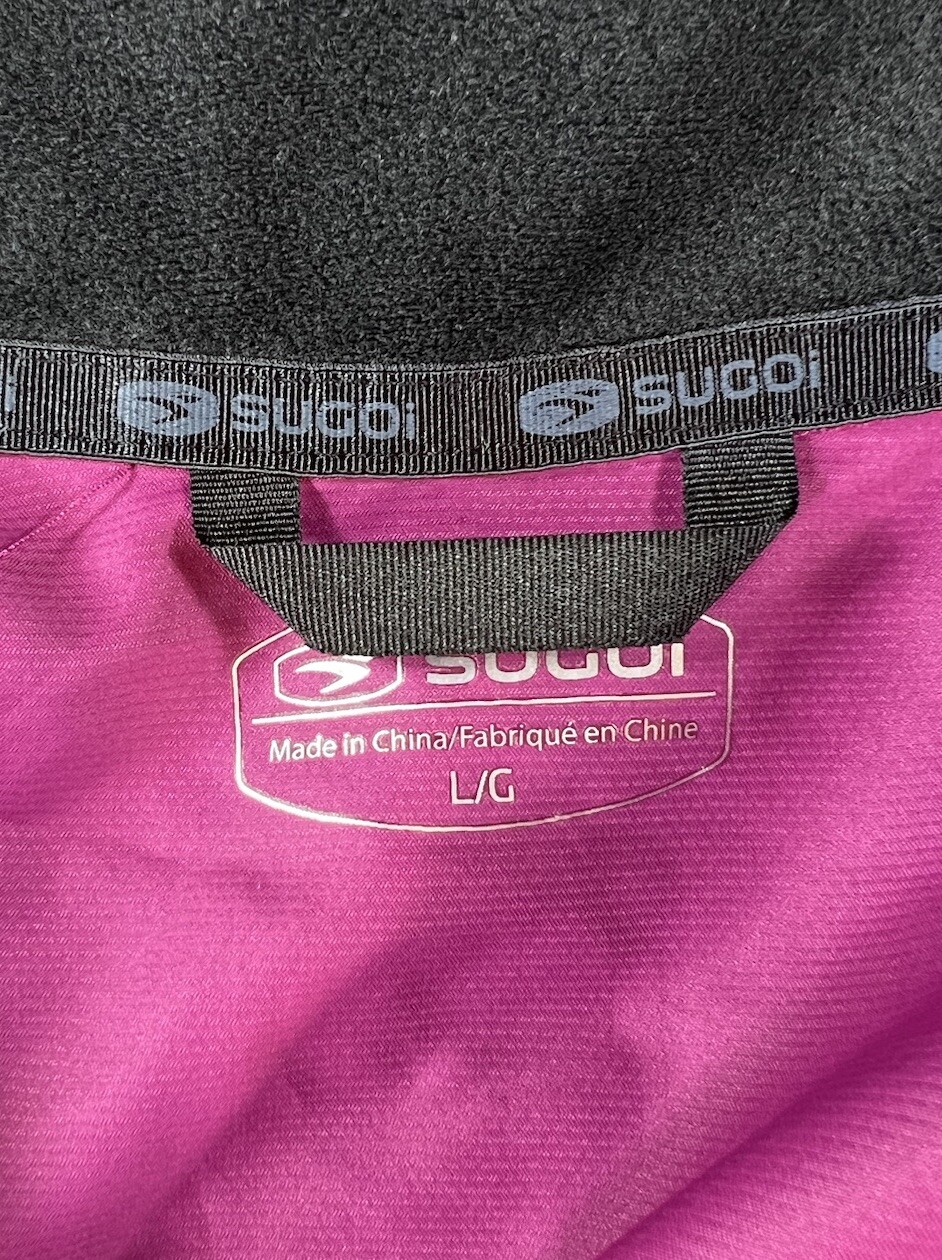 SUGOi SUGOi
SUGOi
Made in China/Fabriqué en Chine
L/G